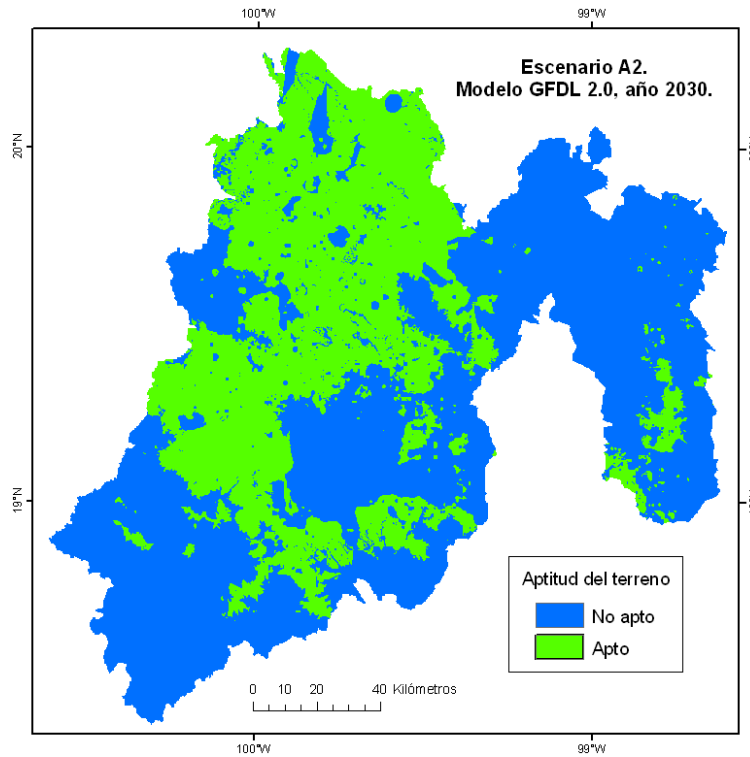 100°W 99°W
Escenario A2.
Modelo GFDL 2.0, año 2030.
20°N
19°N
Aptitud del terreno
No apto
Apto
0 10 20 40 Kilómetros
100°W 99°W